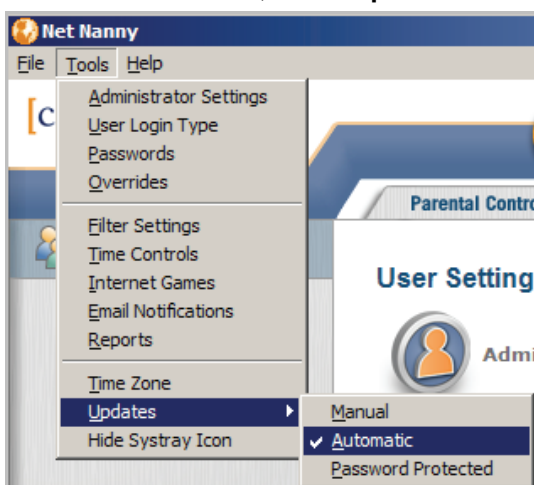 Net Nanny
File Tools Help
[c
Administrator Settings
User Login Type
Passwords
Overrides
Parental Contr
Filter Settings
Time Controls
User Setting
Internet Games
Email Notifications
Reports
Admi
Time Zone
Updates
Manual
Hide Systray Icon
Automatic
Password Protected